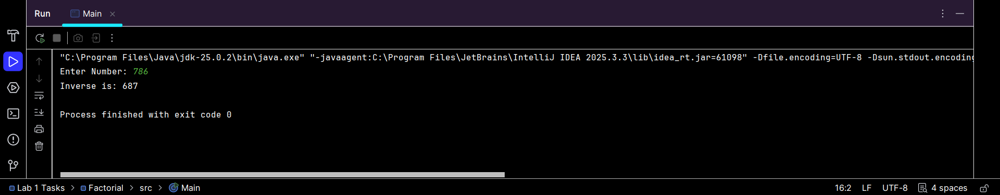 Run Main
"C:\Program Files\Java\jdk-25.0.2\bin\java.exe" "-javaagent:C:\Program Files\JetBrains\IntelliJ IDEA 2025.3.3\lib\idea_rt.jar=61098" -Dfile.encoding=UTF-8 -Dsun.stdout.encoding
Enter Number: 786
Inverse is: 687
Process finished with exit code 0
Lab 1 Tasks > Factorial > src > Main 16:2 LF UTF-8 4 spaces